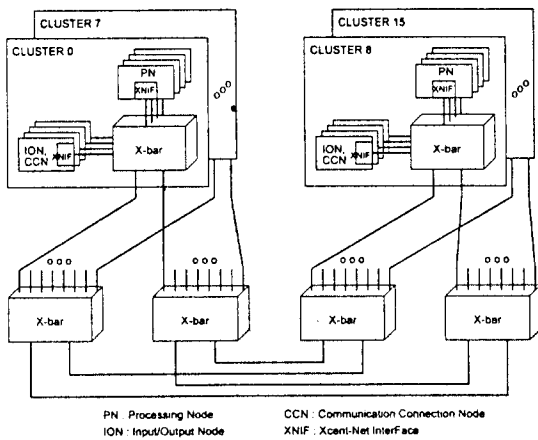 CLUSTER 7
CLUSTER 0
PN
XNIF
ION,
CCN
XNIF
X-bar
CLUSTER 15
CLUSTER 8
PN
XNIF
ION,
CCN
XNIF
X-bar
X-bar
X-bar
X-bar
X-bar
PN : Processing Node
CCN : Communication Connection Node
ION : Input/Output Node
XNIF : Xcent-Net InterFace